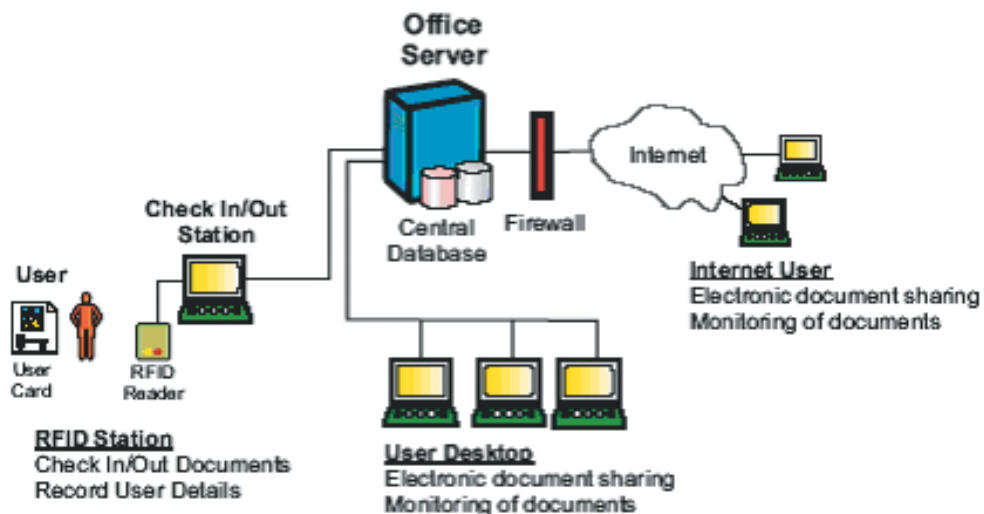 Office
Server
Internet
Central
Database
Firewall
Check In/Out
Station
User
User
Card
RFID
Reader
Internet User
Electronic document sharing
Monitoring of documents
RFID Station
Check In/Out Documents
Record User Details
User Desktop
Electronic document sharing
Monitoring of documents